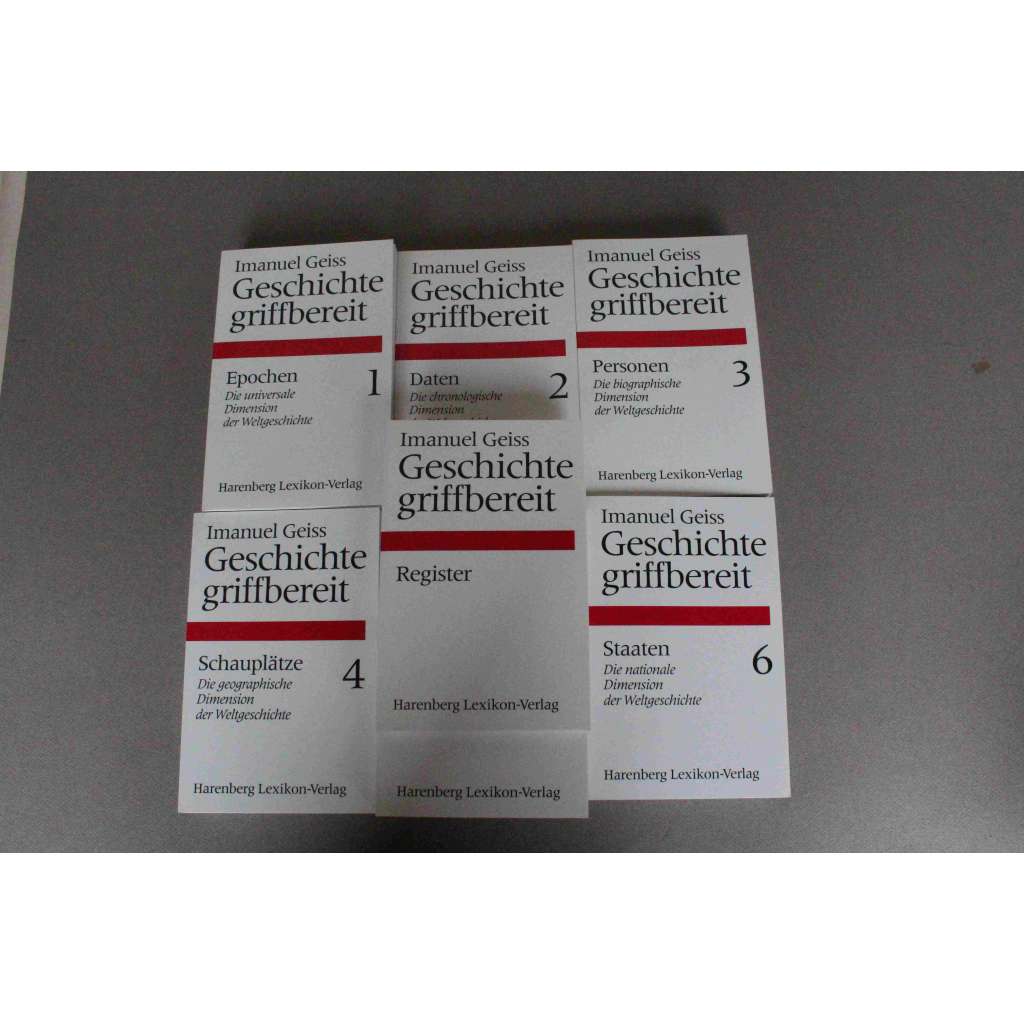 Imanuel Geiss
Geschichte
griffbereit
Epochen
1
Die universale
Dimension
der Weltgeschichte
Harenberg Lexikon-Verlag
Imanuel Geiss
Geschichte
griffbereit
Daten
2
Die chronologische
Dimension
Imanuel Geiss
Geschichte
griffbereit
Personen
3
Die biographische
Dimension
der Weltgeschichte
Harenberg Lexikon-Verlag
Imanuel Geiss
Geschichte
griffbereit
Schauplätze
4
Die geographische
Dimension
der Weltgeschichte
Harenberg Lexikon-Verlag
Imanuel Geiss
Geschichte
griffbereit
Register
Harenberg Lexikon-Verlag
Harenberg Lexikon-Verlag
Imanuel Geiss
Geschichte
griffbereit
Staaten
6
Die nationale
Dimension
der Weltgeschichte
Harenberg Lexikon-Verlag